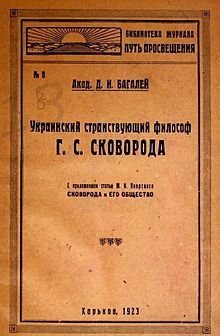 БИБЛИОТЕКА ЖУРНАЛА
ПУТЬ ПРОСВЕЩЕНИЯ
№ 8
Акад. Д. И. БАГАЛЕЙ
Украинский странствующий философ
Г. С. СКОВОРОДА
С приложением статьи М. И. Яворского
СКОВОРОДА и ЕГО ОБЩЕСТВО
Харьков, 1923